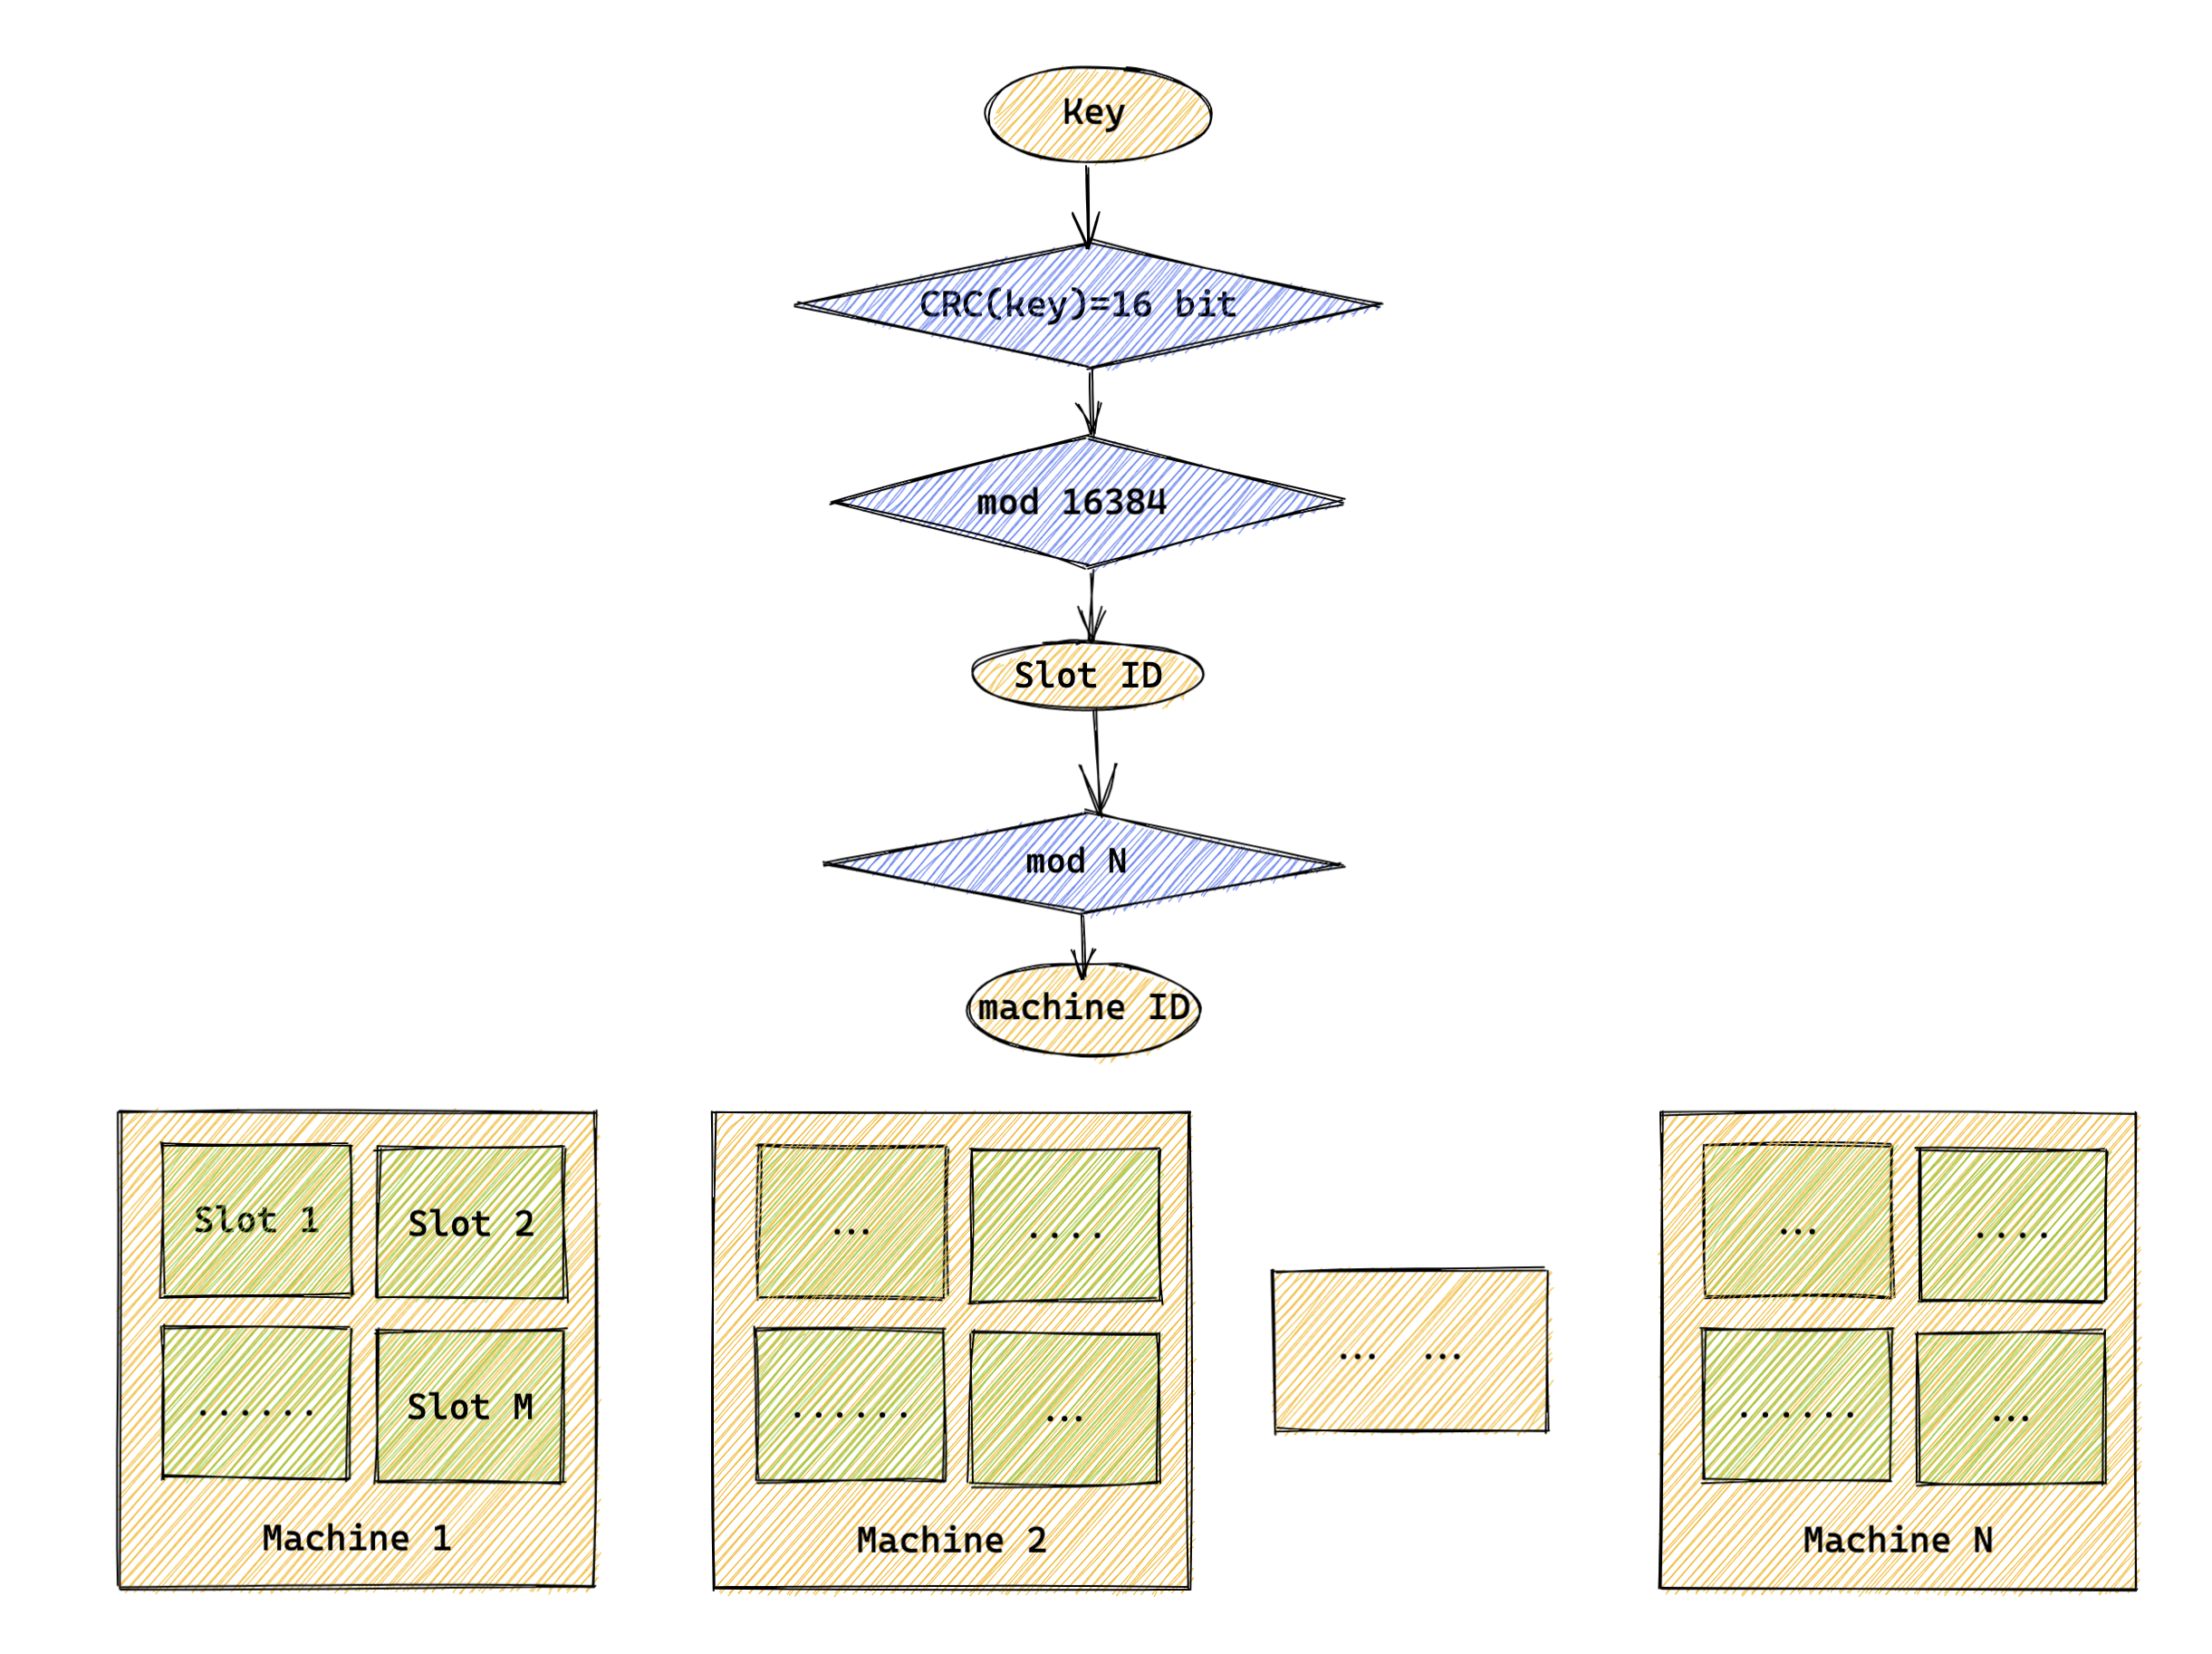 Key
CRC(key)=16 bit
mod 16384
Slot ID
mod N
machine ID
Slot 1
Slot 2
...
....
...
....
......
Slot M
......
...
... ...
......
...
Machine 1
Machine 2
Machine N